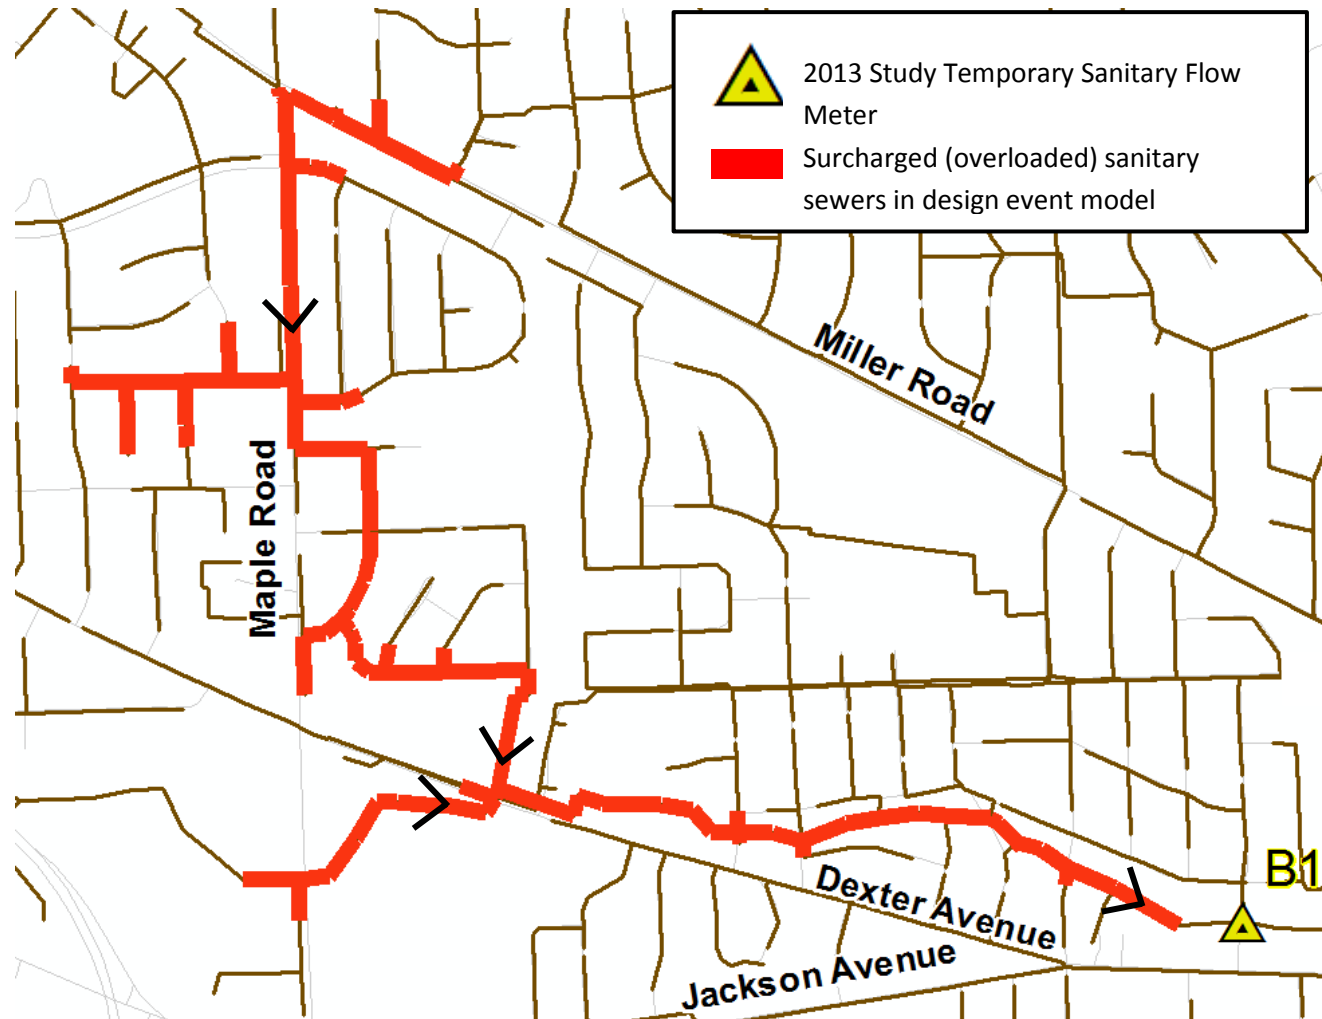 2013 Study Temporary Sanitary Flow
Meter
Surcharged (overloaded) sanitary
sewers in design event model
Miller Road
Maple Road
B1
Dexter Avenue
Jackson Avenue